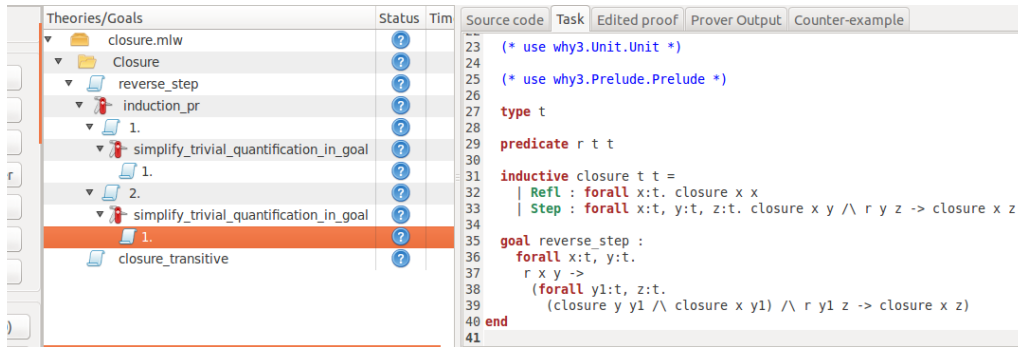 Theories/Goals Status Tim
closure.mlw
Closure
reverse_step
induction_pr
1.
simplify_trivial_quantification_in_goal
1.
2.
simplify_trivial_quantification_in_goal
1.
closure_transitive
Source code Task Edited proof Prover Output Counter-example
23 (* use why3.Unit.Unit *)
24
25 (* use why3.Prelude.Prelude *)
26
27 type t
28
29 predicate r t t
30
31 inductive closure t t =
32 | Refl : forall x:t. closure x x
33 | Step : forall x:t, y:t, z:t. closure x y /\ r y z -> closure x z
34
35 goal reverse_step :
36 forall x:t, y:t.
37 r x y ->
38 (forall y1:t, z:t.
39 (closure y y1 /\ closure x y1) /\ r y1 z -> closure x z)
40 end
41